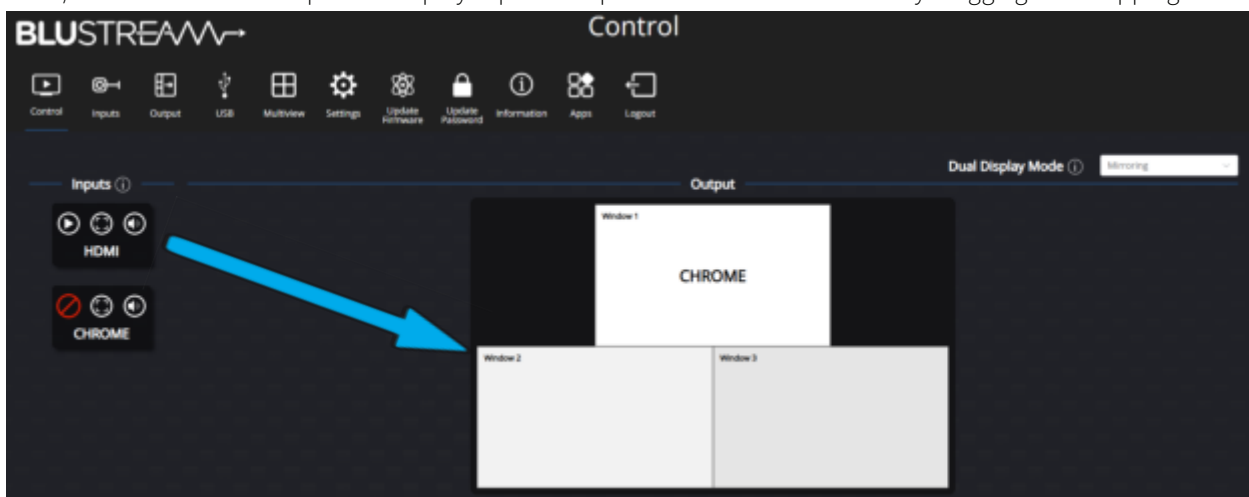 BLUSTREAM
Control
Control
Inputs
Output
USB
Multiview
Settings
Update
Firmware
Update
Password
Information
Apps
Logout
Dual Display Mode
Mirroring
Inputs
Output
HDMI
CHROME
Window 1
CHROME
Window 2
Window 3